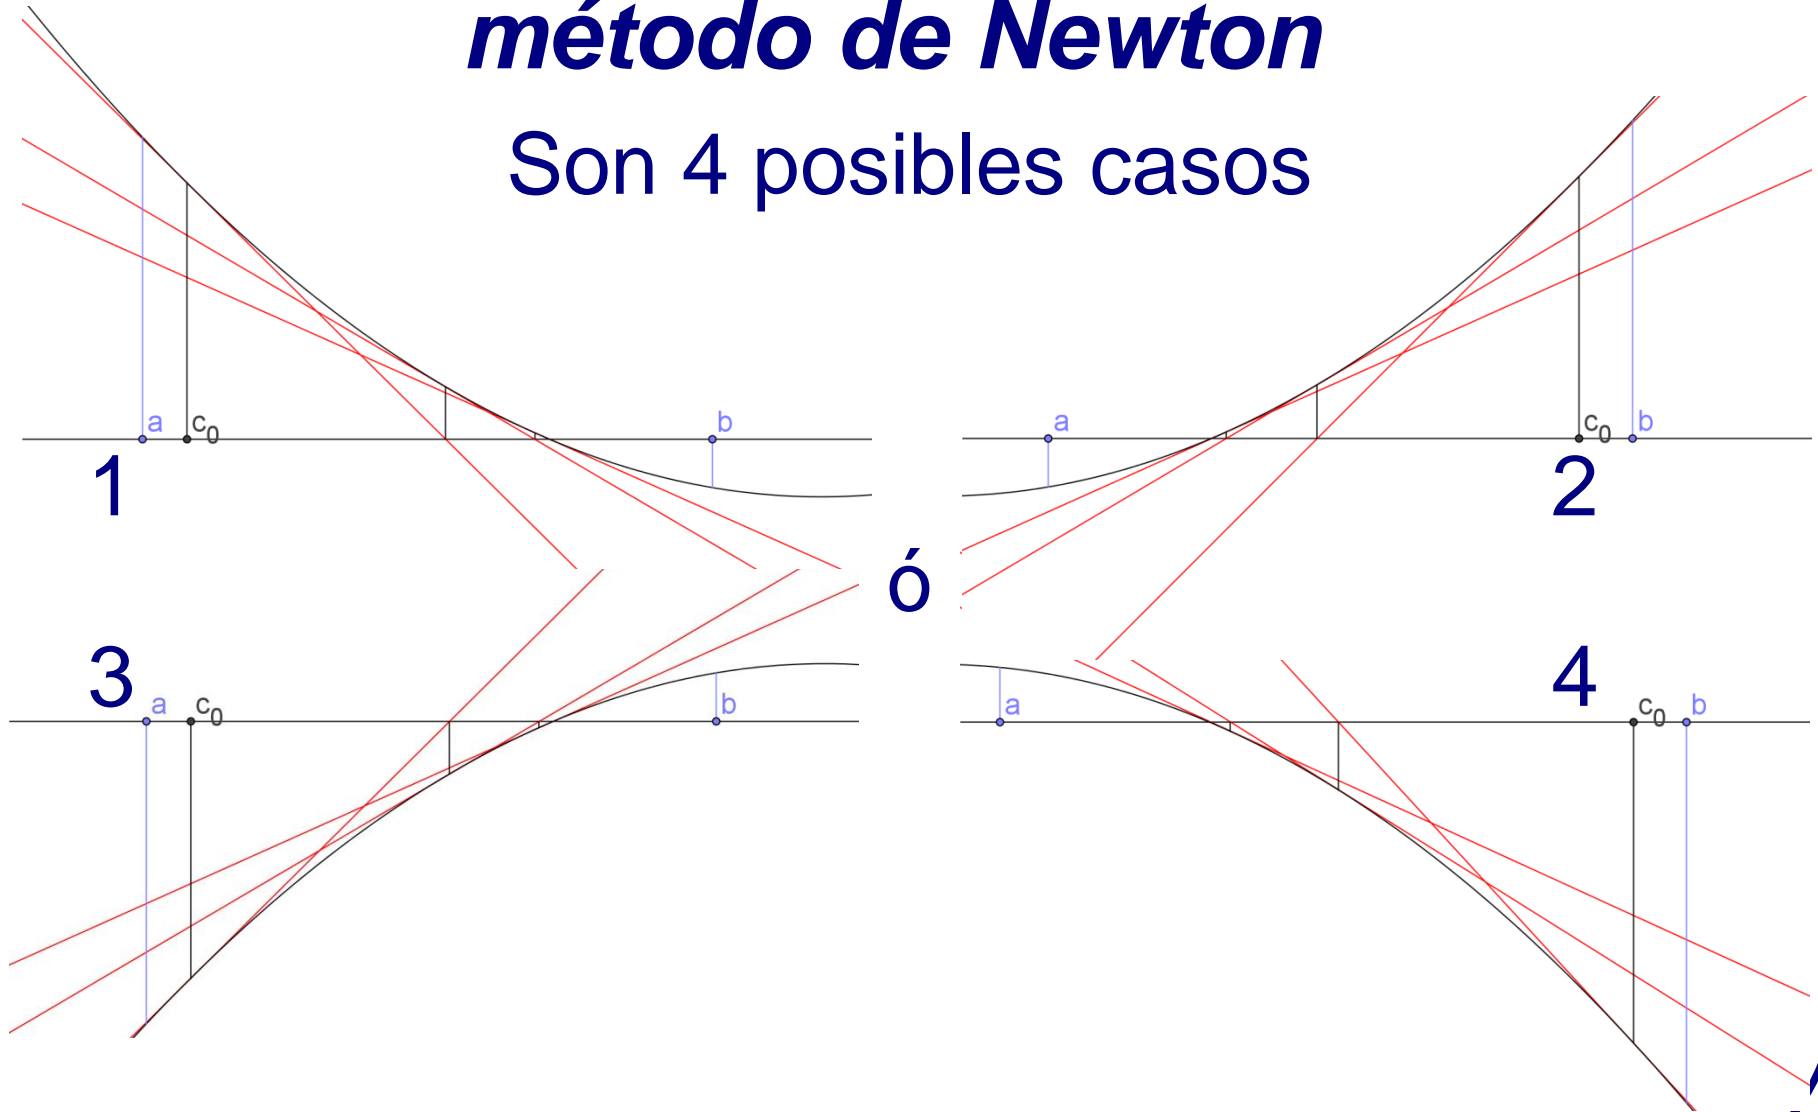 método de Newton
Son 4 posibles casos
a c₀ b
1
a c₀ b
2
ó
3
a c₀ b
4
a c₀ b